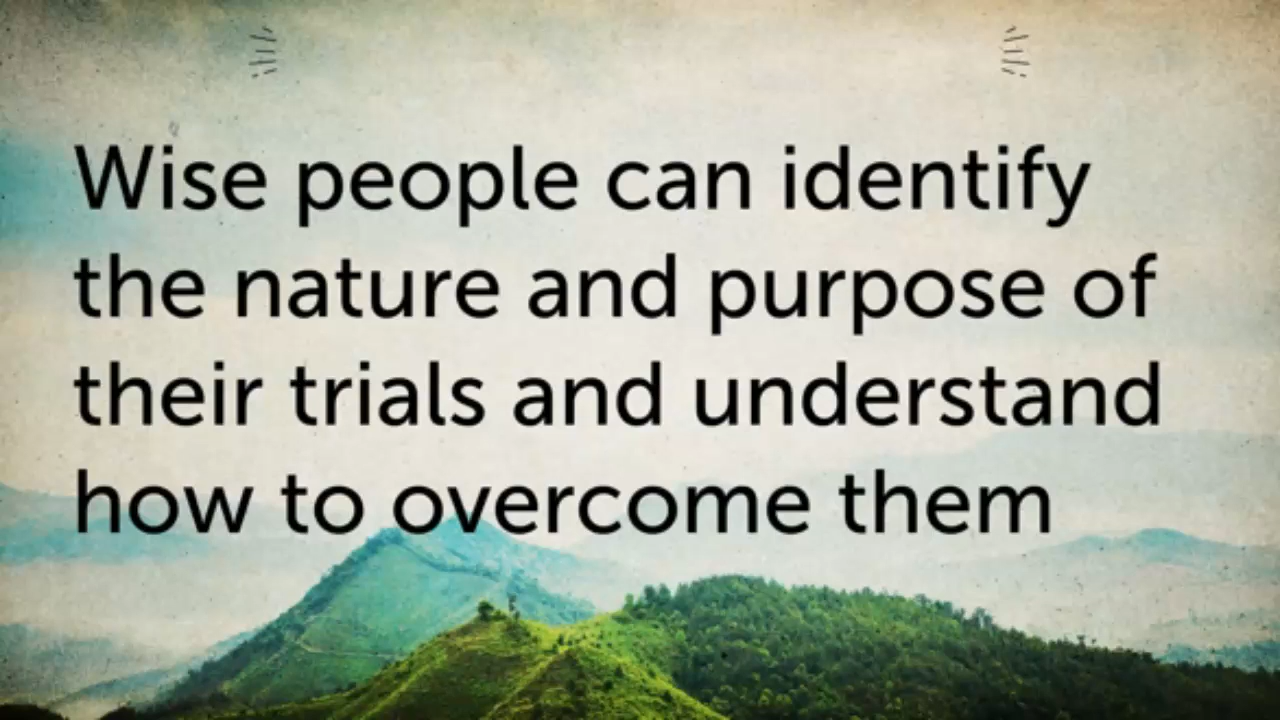 Wise people can identify
the nature and purpose of
their trials and understand
how to overcome them